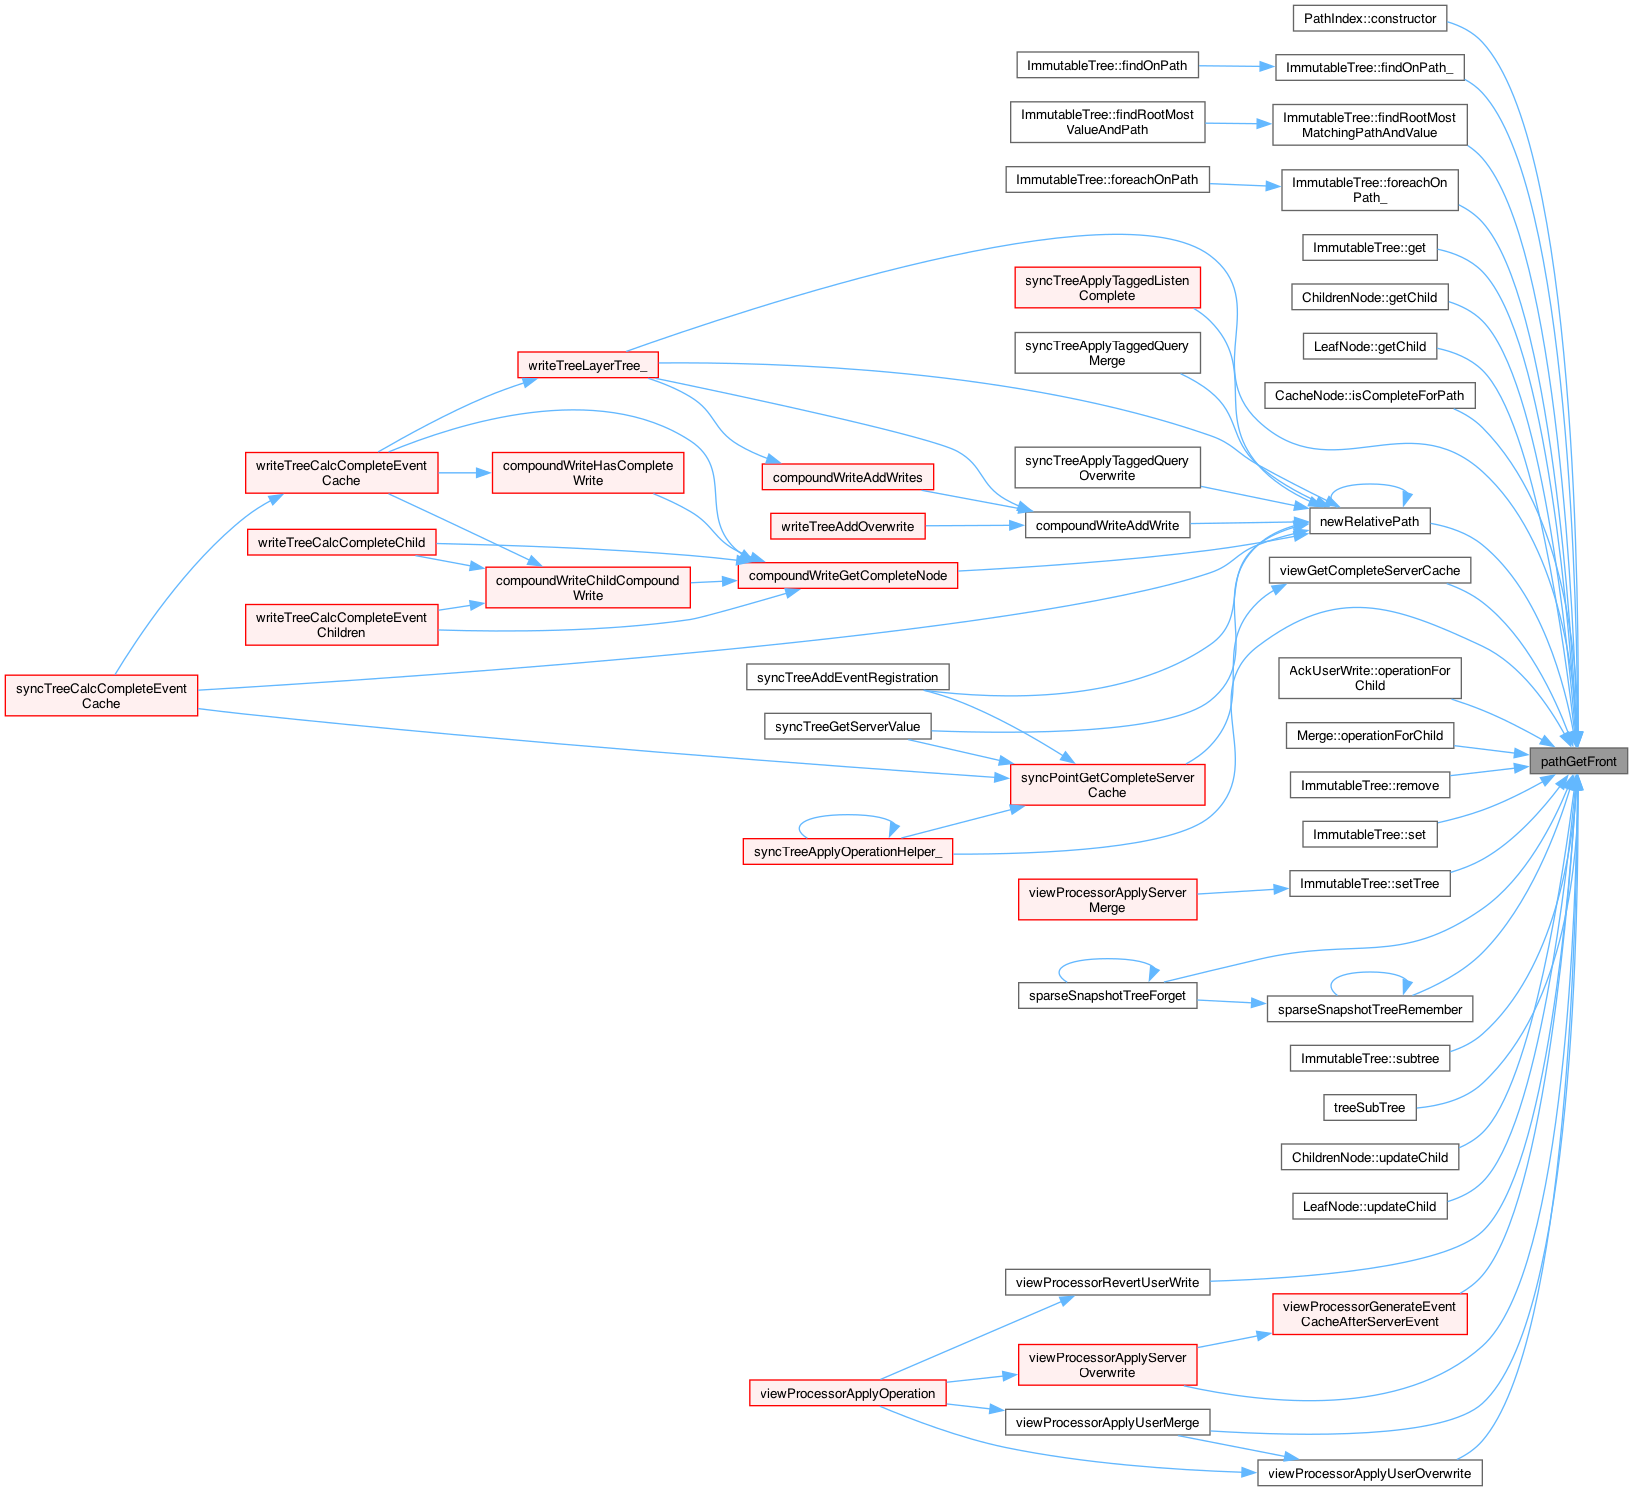 PathIndex::constructor
ImmutableTree::findOnPath
ImmutableTree::findOnPath_
ImmutableTree::findRootMost
ValueAndPath
ImmutableTree::findRootMost
MatchingPathAndValue
ImmutableTree::foreachOnPath
ImmutableTree::foreachOn
Path_
ImmutableTree::get
syncTreeApplyTaggedListen
Complete
ChildrenNode::getChild
syncTreeApplyTaggedQuery
Merge
LeafNode::getChild
writeTreeLayerTree_
CacheNode::isCompleteForPath
writeTreeCalcCompleteEvent
Cache
compoundWriteHasComplete
Write
compoundWriteAddWrites
syncTreeApplyTaggedQuery
Overwrite
writeTreeAddOverwrite
compoundWriteAddWrite
newRelativePath
writeTreeCalcCompleteChild
compoundWriteChildCompound
Write
compoundWriteGetCompleteNode
viewGetCompleteServerCache
writeTreeCalcCompleteEvent
Children
syncTreeCalcCompleteEvent
Cache
syncTreeAddEventRegistration
AckUserWrite::operationFor
Child
syncTreeGetServerValue
Merge::operationForChild
pathGetFront
syncPointGetCompleteServer
Cache
ImmutableTree::remove
ImmutableTree::set
syncTreeApplyOperationHelper_
viewProcessorApplyServer
Merge
ImmutableTree::setTree
sparseSnapshotTreeForget
sparseSnapshotTreeRemember
ImmutableTree::subtree
treeSubTree
ChildrenNode::updateChild
LeafNode::updateChild
viewProcessorRevertUserWrite
viewProcessorGenerateEvent
CacheAfterServerEvent
viewProcessorApplyServer
Overwrite
viewProcessorApplyOperation
viewProcessorApplyUserMerge
viewProcessorApplyUserOverwrite